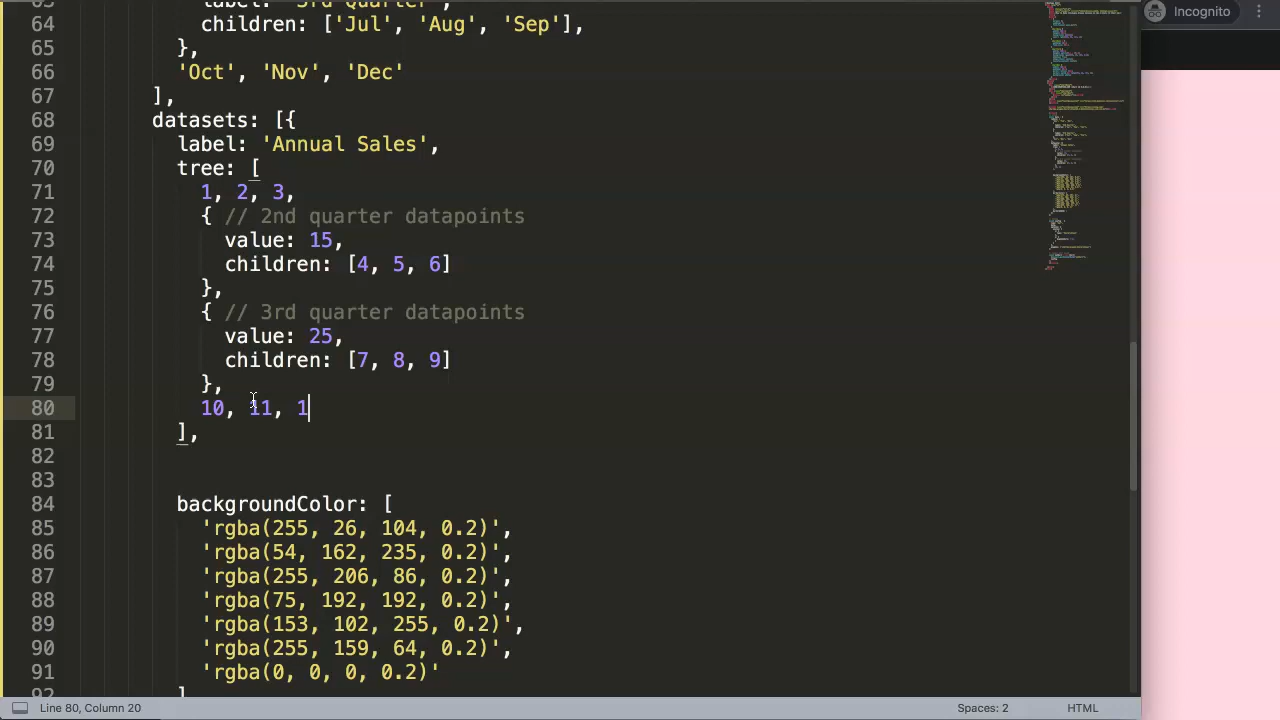 Incognito
63 label: '3rd Quarter'
64 children: ['Jul', 'Aug', 'Sep'],
65 },
66 'Oct', 'Nov', 'Dec'
67 ],
68 datasets: [{
69 label: 'Annual Sales',
70 tree: [
71 1, 2, 3,
72 { // 2nd quarter datapoints
73 value: 15,
74 children: [4, 5, 6]
75 },
76 { // 3rd quarter datapoints
77 value: 25,
78 children: [7, 8, 9]
79 },
80 10, 11, 1
81 ],
82
83
84 backgroundColor: [
85 'rgba(255, 26, 104, 0.2)',
86 'rgba(54, 162, 235, 0.2)',
87 'rgba(255, 206, 86, 0.2)',
88 'rgba(75, 192, 192, 0.2)',
89 'rgba(153, 102, 255, 0.2)',
90 'rgba(255, 159, 64, 0.2)',
91 'rgba(0, 0, 0, 0.2)'
92 ]
Line 80, Column 20
Spaces: 2
HTML